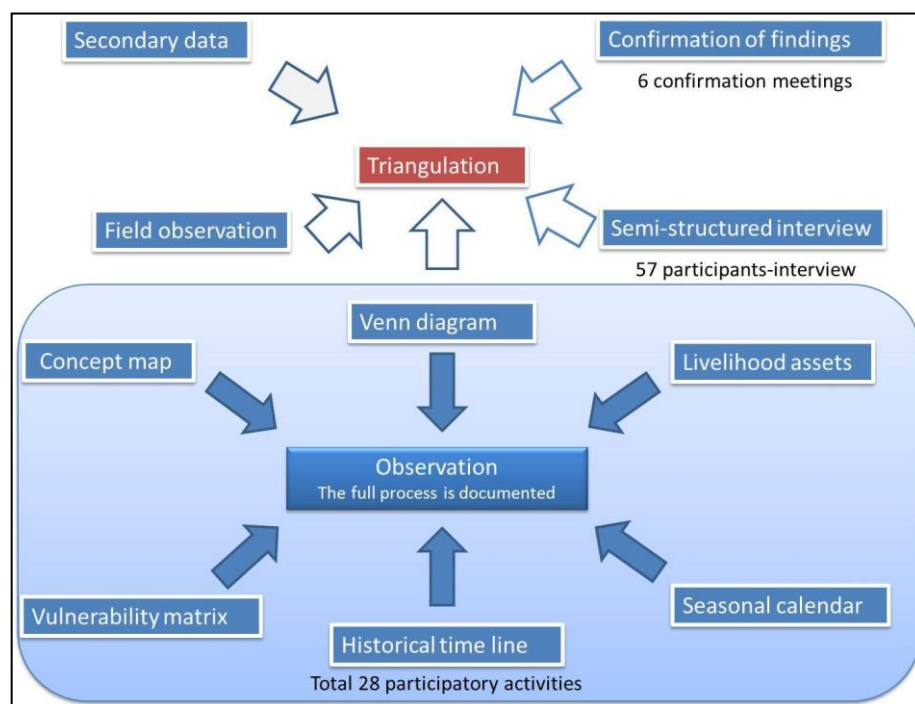 Secondary data
Confirmation of findings
6 confirmation meetings
Triangulation
Field observation
Semi-structured interview
57 participants-interview
Venn diagram
Concept map
Livelihood assets
Observation
The full process is documented
Vulnerability matrix
Seasonal calendar
Historical time line
Total 28 participatory activities